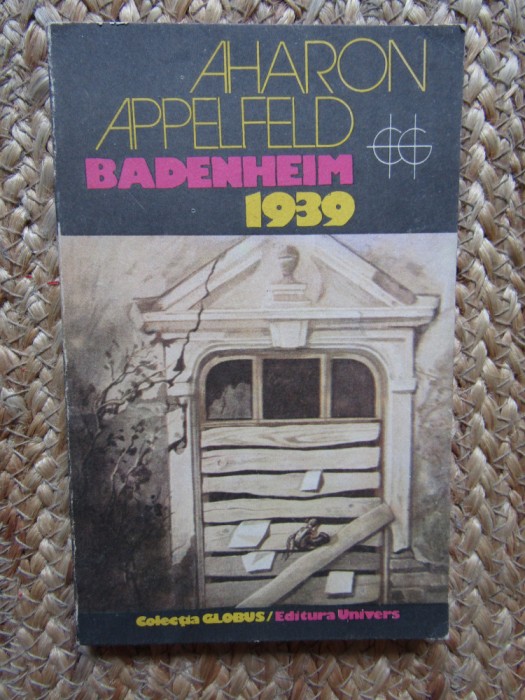 AHARON
APPELFELD
BADENHEIM
1939
Colecția GLOBUS/Editura Univers